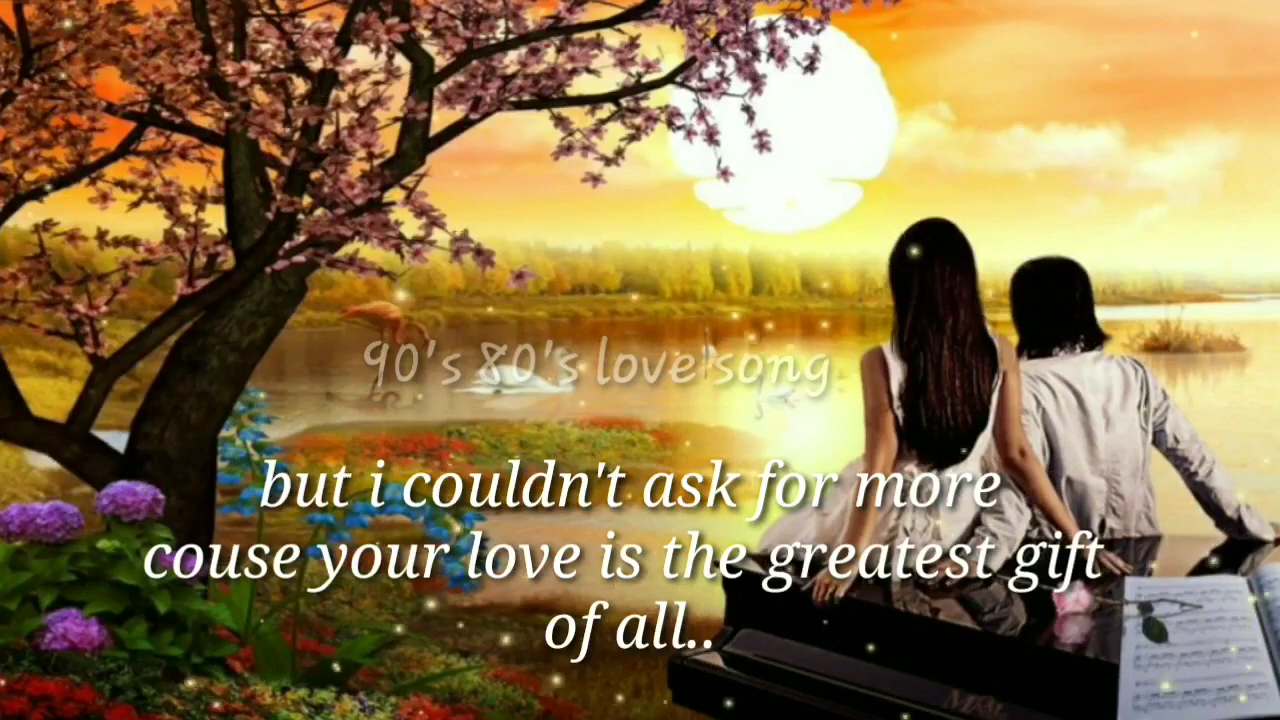 90's 80's love song
but i couldn't ask for more
couse your love is the greatest gift
of all..